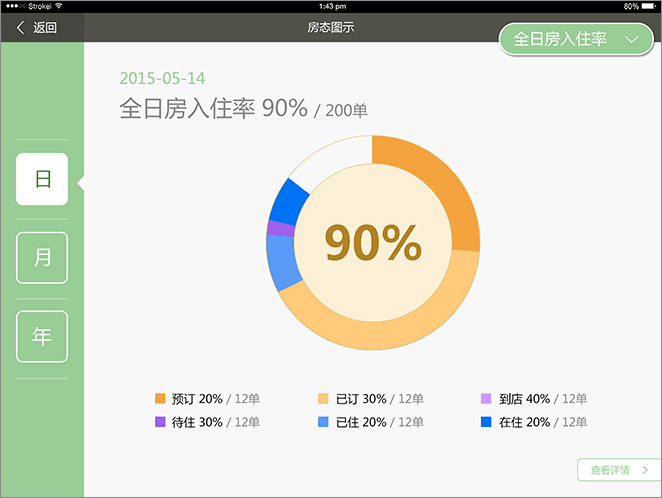 Strokei 1:43 pm 80%
返回 房态图示 全日房入住率
2015-05-14
全日房入住率 90% / 200单
日
月
年
90%
预订 20% / 12单 已订 30% / 12单 到店 40% / 12单
待住 30% / 12单 已住 20% / 12单 在住 20% / 12单
查看详情